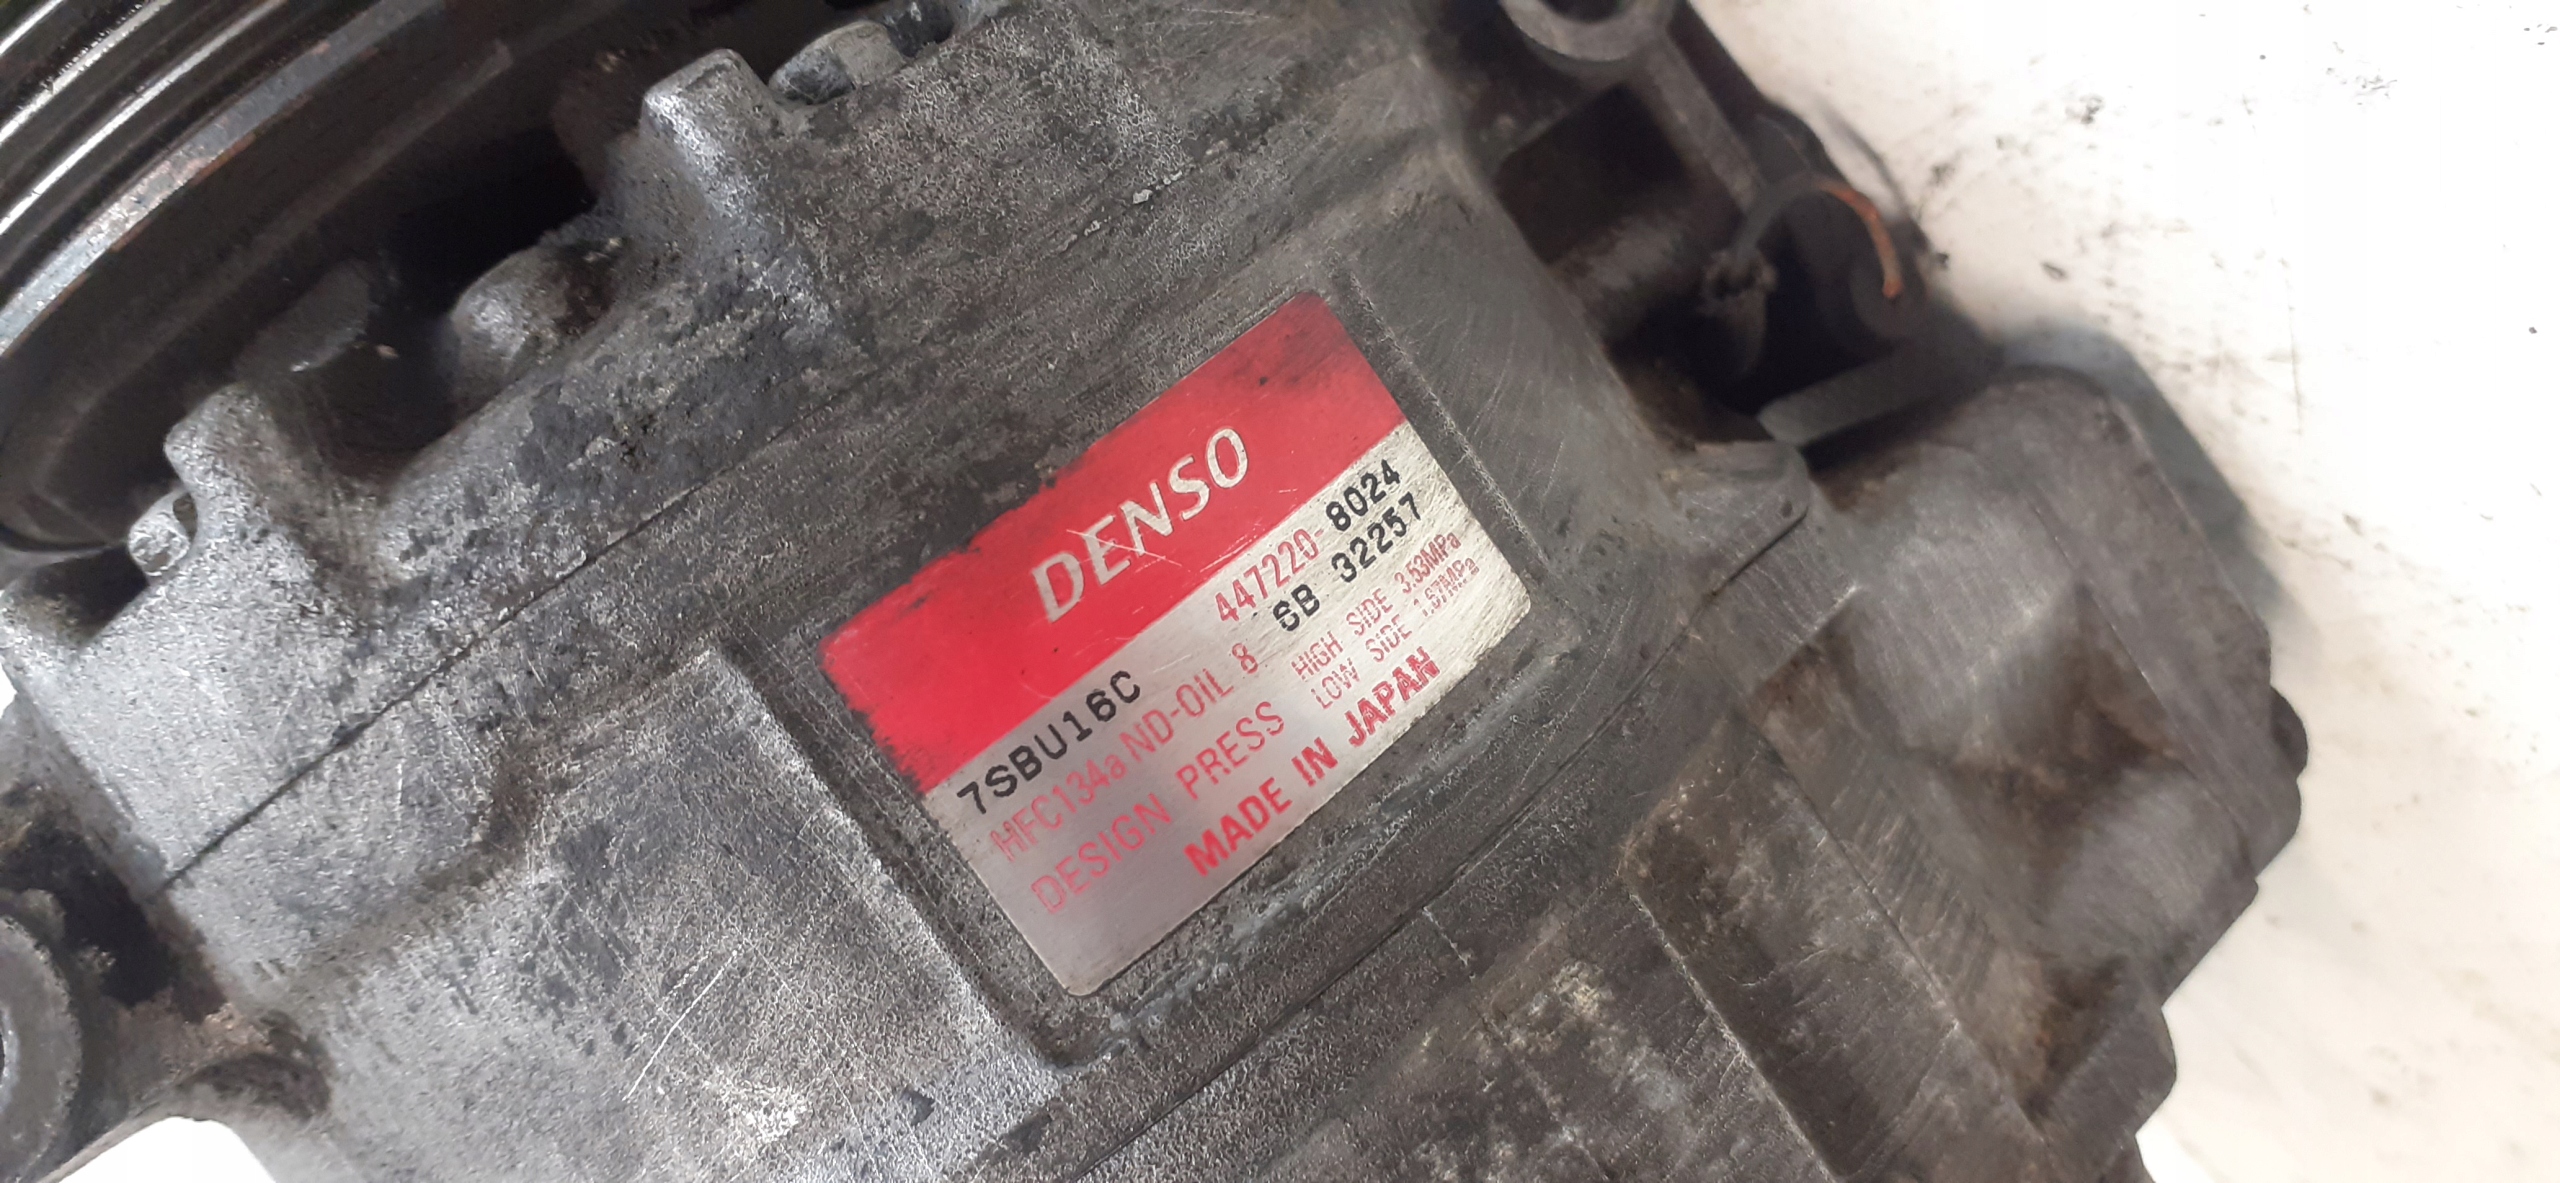 DENSO
7SBU16C 447220-8024
HFC134a ND-OIL 8 6B 32257
DESIGN PRESS HIGH SIDE 3.53MPa
LOW SIDE 1.67MPa
MADE IN JAPAN